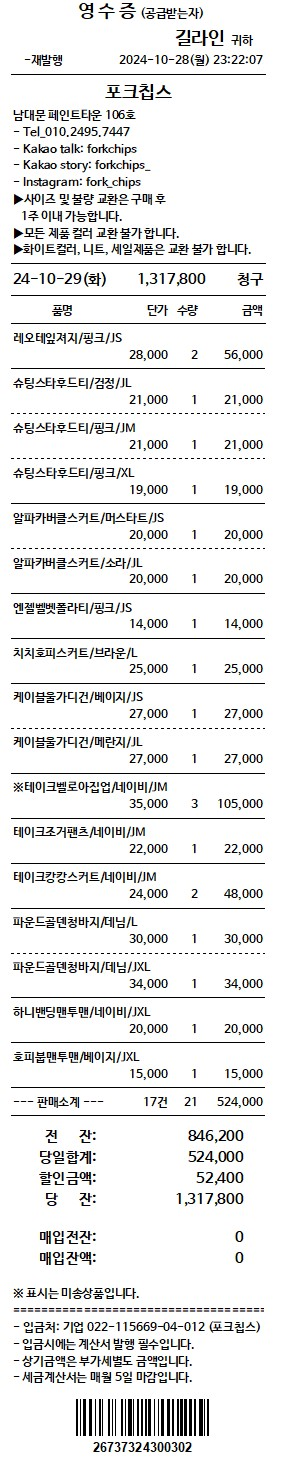 영 수 증 (공급받는자)
킬라인 귀하
-재발행 2024-10-28(월) 23:22:07
포크칩스
남대문 페인트타운 106호
- Tel_010.2495.7447
- Kakao talk: forkchips
- Kakao story: forkchips_
- Instagram: fork_chips
▶사이즈 및 불량 교환은 구매 후
1주 이내 가능합니다.
▶모든 제품 컬러 교환 불가 합니다.
▶화이트컬러, 니트, 세일제품은 교환 불가 합니다.
24-10-29(화) 1,317,800 청구
품명 단가 수량 금액
레오테잎져지/핑크/JS
28,000 2 56,000
슈팅스타후드티/검정/JL
21,000 1 21,000
슈팅스타후드티/핑크/JM
21,000 1 21,000
슈팅스타후드티/핑크/XL
19,000 1 19,000
알파카버클스커트/머스타트/JS
20,000 1 20,000
알파카버클스커트/소라/JL
20,000 1 20,000
엔젤벨벳폴라티/핑크/JS
14,000 1 14,000
치치호피스커트/브라운/L
25,000 1 25,000
케이블울가디건/베이지/JS
27,000 1 27,000
케이블울가디건/메란지/JL
27,000 1 27,000
※테이크벨로아집업/네이비/JM
35,000 3 105,000
테이크조거팬츠/네이비/JM
22,000 1 22,000
테이크캉캉스커트/네이비/JM
24,000 2 48,000
파운드골덴청바지/데님/L
30,000 1 30,000
파운드골덴청바지/데님/JXL
34,000 1 34,000
하니밴딩맨투맨/네이비/JXL
20,000 1 20,000
호피붐맨투맨/베이지/JXL
15,000 1 15,000
--- 판매소계 --- 17건 21 524,000
전 잔: 846,200
당일합계: 524,000
할인금액: 52,400
당 잔: 1,317,800
매입전잔: 0
매입잔액: 0
※ 표시는 미송상품입니다.
=====================================
- 입금처: 기업 022-115669-04-012 (포크칩스)
- 입금시에는 계산서 발행 필수입니다.
- 상기금액은 부가세별도 금액입니다.
- 세금계산서는 매월 5일 마감입니다.
26737324300302